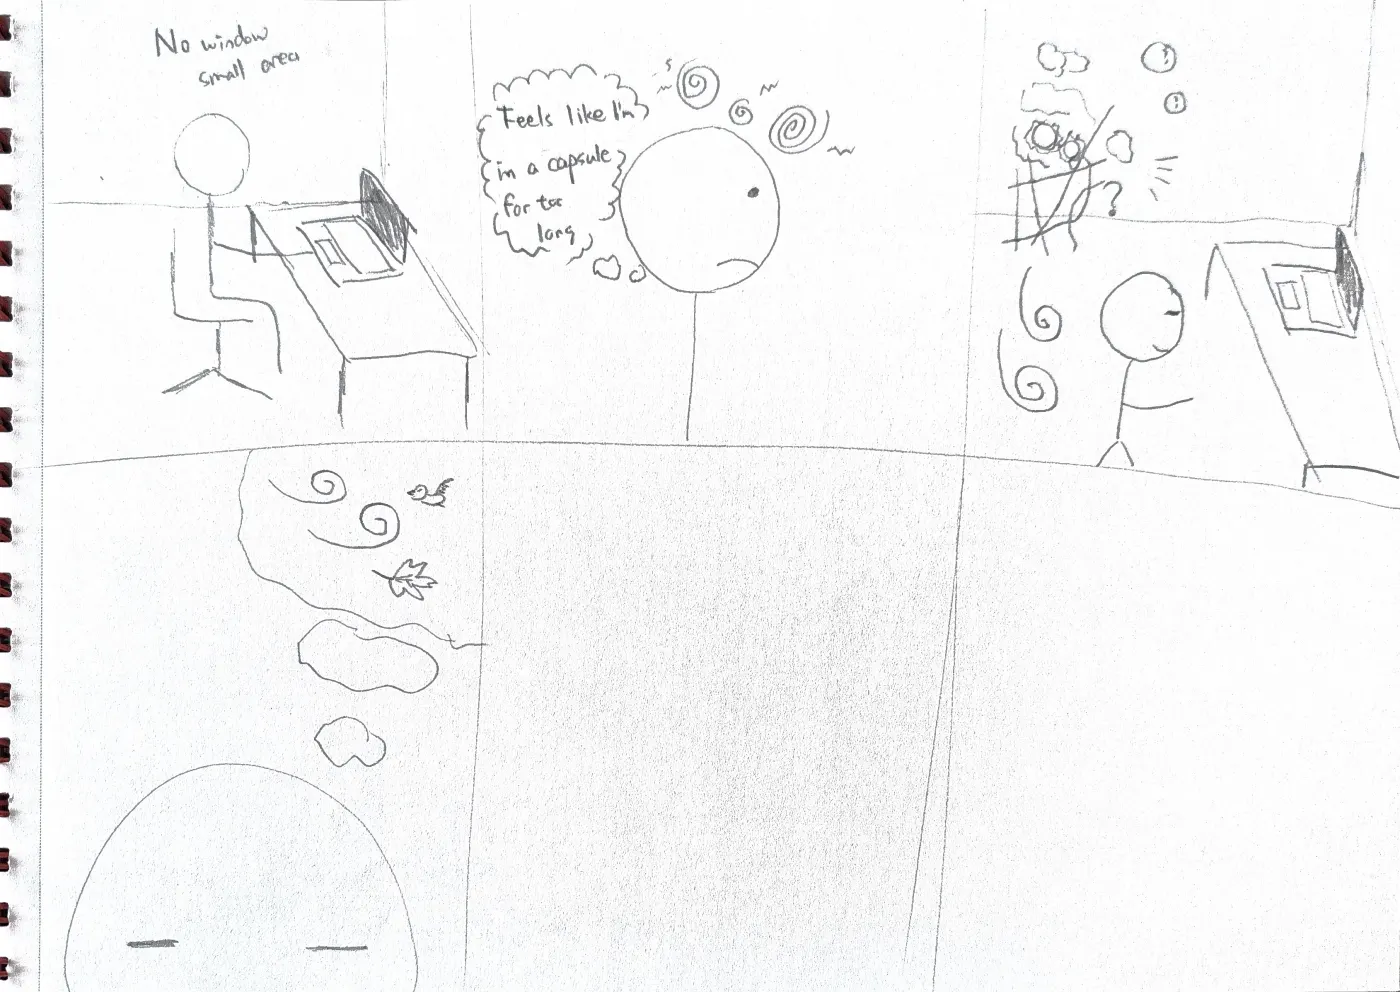 No window
small area
Feels like I'm
in a capsule
for too
long
?